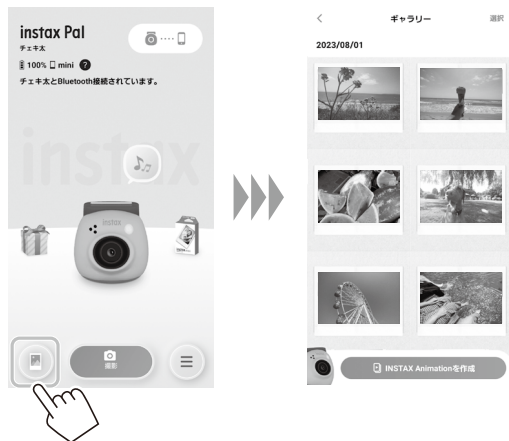 instax Pal
チェキ太
100% mini ?
チェキ太とBluetooth接続されています。
instax
instax
撮影
ギャラリー
選択
2023/08/01
INSTAX Animationを作成